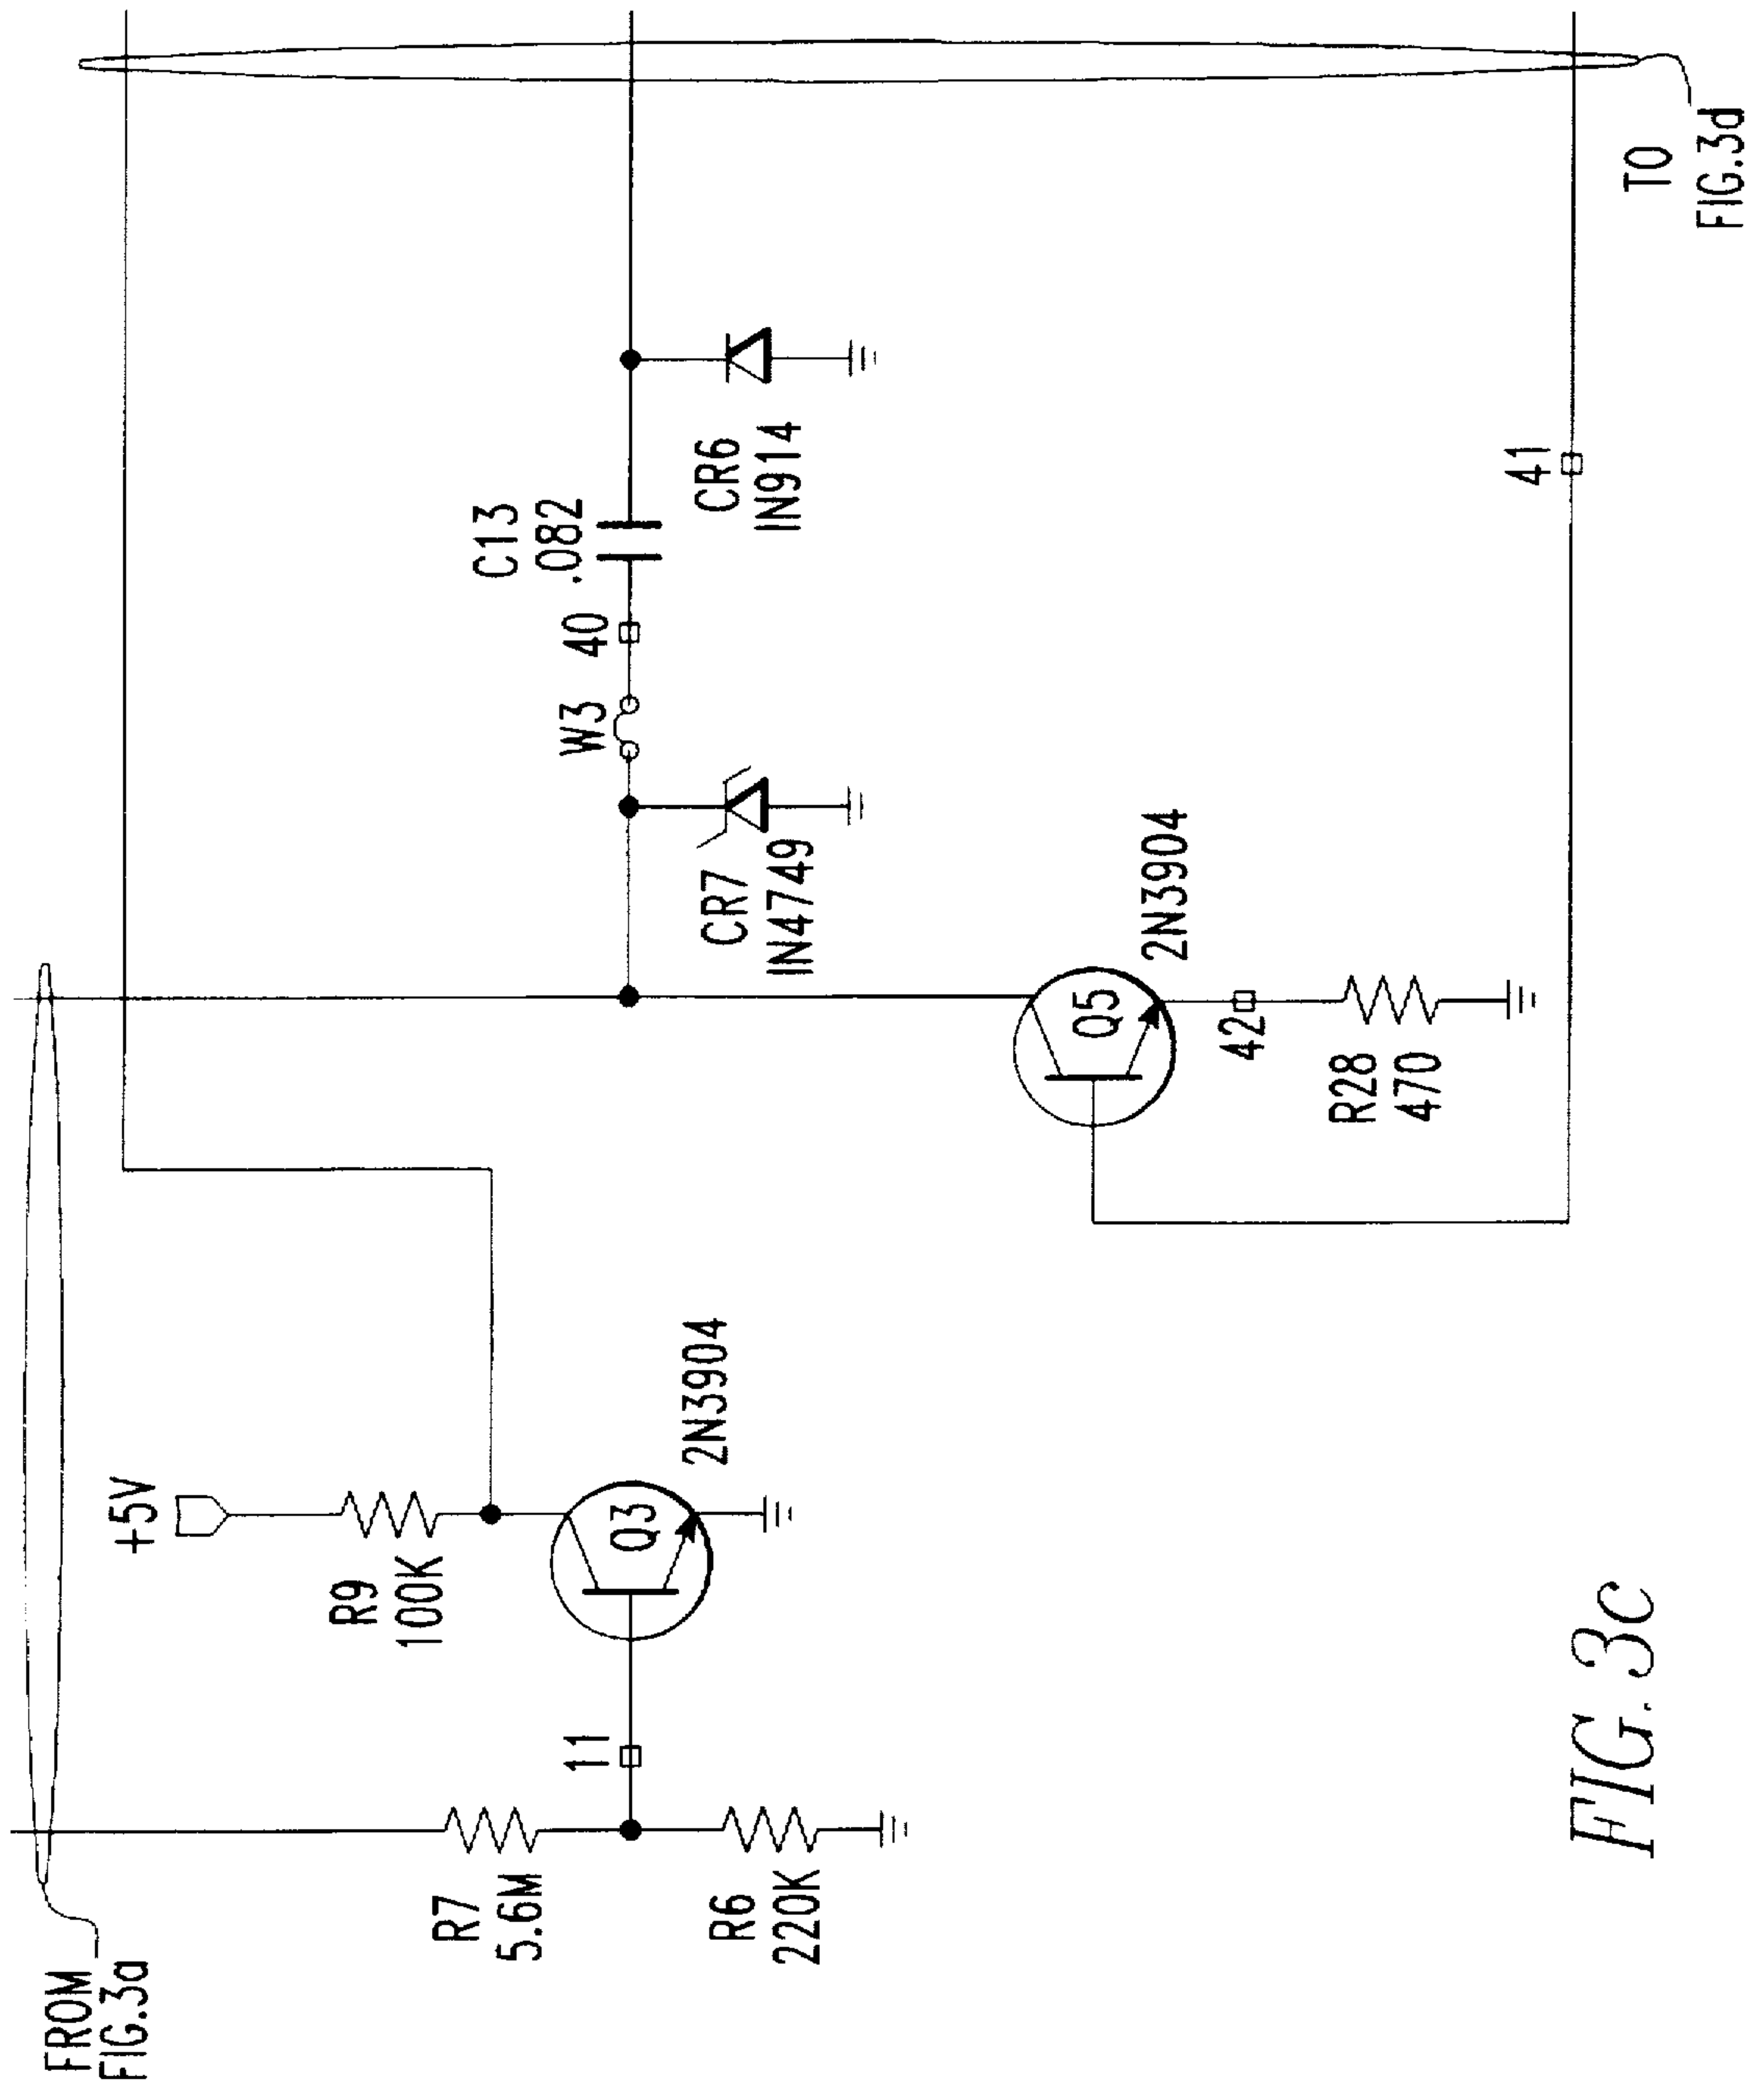 FROM
FIG.3a
+5V
R9
100K
R7
5.6M
11
Q3
2N3904
R6
220K
C13
.082
W3
40
CR7
IN4749
CR6
IN914
Q5
2N3904
42
R28
470
41
TO
FIG.3d
FIG. 3c